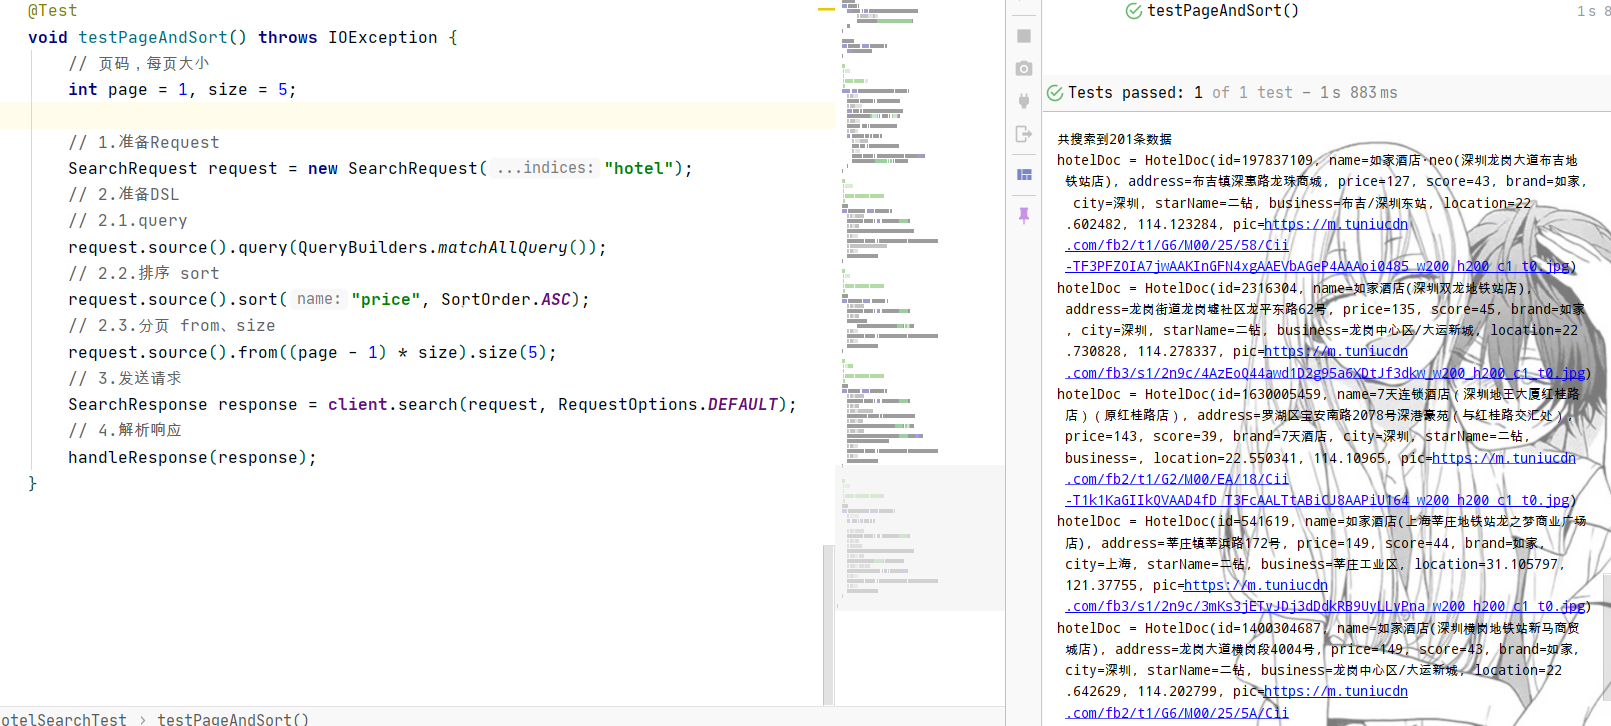 @Test
void testPageAndSort() throws IOException {
// 页码，每页大小
int page = 1, size = 5;
// 1.准备Request
SearchRequest request = new SearchRequest( ...indices: "hotel");
// 2.准备DSL
// 2.1.query
request.source().query(QueryBuilders.matchAllQuery());
// 2.2.排序 sort
request.source().sort( name: "price", SortOrder.ASC);
// 2.3.分页 from、size
request.source().from((page - 1) * size).size(5);
// 3.发送请求
SearchResponse response = client.search(request, RequestOptions.DEFAULT);
// 4.解析响应
handleResponse(response);
}
otelSearchTest › testPageAndSort()
testPageAndSort() 1s 8
Tests passed: 1 of 1 test – 1s 883ms
共搜索到201条数据
hotelDoc = HotelDoc(id=197837109, name=如家酒店·neo(深圳龙岗大道布吉地
铁站店), address=布吉镇深惠路龙珠商城, price=127, score=43, brand=如家,
city=深圳, starName=二钻, business=布吉/深圳东站, location=22
.602482, 114.123284, pic=https://m.tuniucdn
.com/fb2/t1/G6/M00/25/58/Cii
-TF3PFZOIA7jwAAKInGFN4xgAAEVbAGeP4AAAoi0485_w200_h200_c1_t0.jpg)
hotelDoc = HotelDoc(id=2316304, name=如家酒店(深圳双龙地铁站店),
address=龙岗街道龙岗墟社区龙平东路62号, price=135, score=45, brand=如家
, city=深圳, starName=二钻, business=龙岗中心区/大运新城, location=22
.730828, 114.278337, pic=https://m.tuniucdn
.com/fb3/s1/2n9c/4AzEoQ44awd1D2g95a6XDtJf3dkw_w200_h200_c1_t0.jpg)
hotelDoc = HotelDoc(id=1630005459, name=7天连锁酒店（深圳地王大厦红桂路
店）（原红桂路店）, address=罗湖区宝安南路2078号深港豪苑（与红桂路交汇处）,
price=143, score=39, brand=7天酒店, city=深圳, starName=二钻,
business=, location=22.550341, 114.10965, pic=https://m.tuniucdn
.com/fb2/t1/G2/M00/EA/18/Cii
-T1k1KaGIIkQVAAD4fD_T3FcAALTtABiCJ8AAPiU164_w200_h200_c1_t0.jpg)
hotelDoc = HotelDoc(id=541619, name=如家酒店(上海莘庄地铁站龙之梦商业广场
店), address=莘庄镇莘浜路172号, price=149, score=44, brand=如家,
city=上海, starName=二钻, business=莘庄工业区, location=31.105797,
121.37755, pic=https://m.tuniucdn
.com/fb3/s1/2n9c/3mKs3jETvJDj3dDdkRB9UyLLvPna_w200_h200_c1_t0.jpg)
hotelDoc = HotelDoc(id=1400304687, name=如家酒店(深圳横岗地铁站新马商贸
城店), address=龙岗大道横岗段4004号, price=149, score=43, brand=如家,
city=深圳, starName=二钻, business=龙岗中心区/大运新城, location=22
.642629, 114.202799, pic=https://m.tuniucdn
.com/fb2/t1/G6/M00/25/5A/Cii